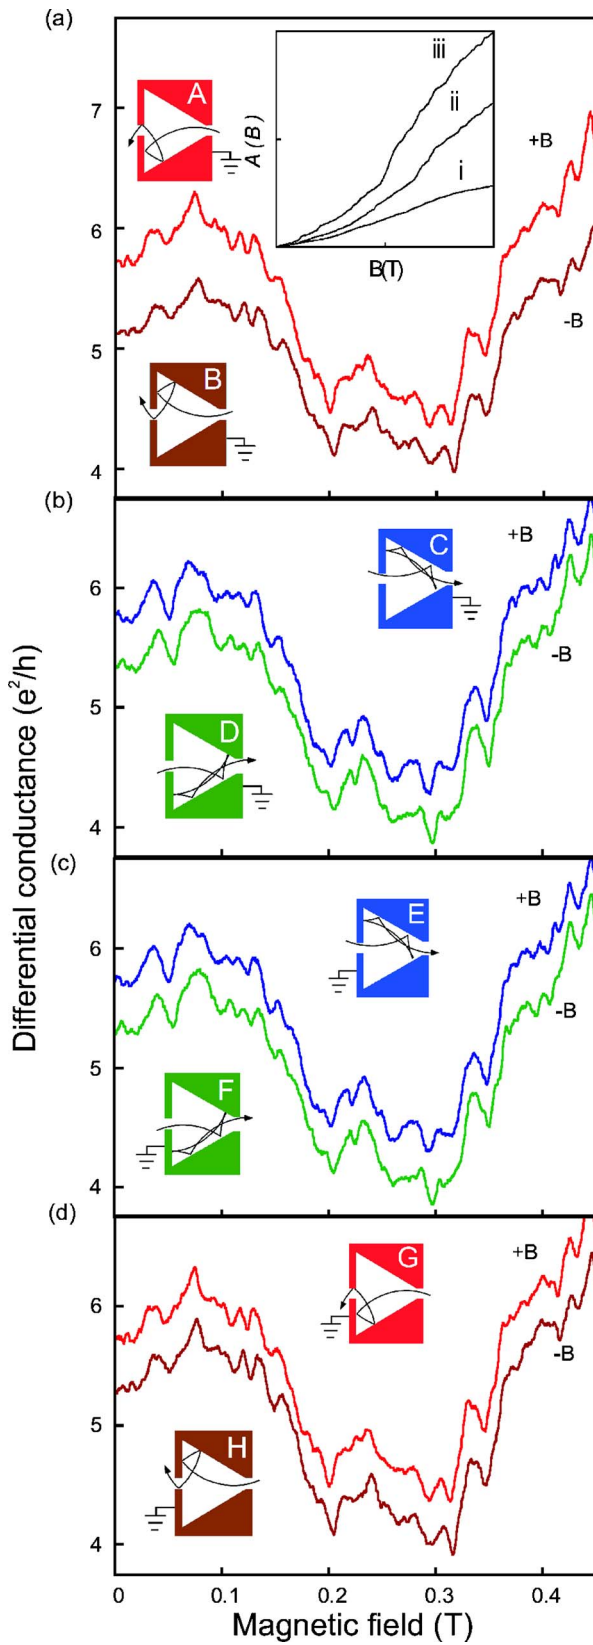 (a)
7
6
5
4
A
B
A(B)
B(T)
iii
ii
i
+B
-B
(b)
6
5
4
C
D
+B
-B
Differential conductance (e²/h)
(c)
6
5
4
E
F
+B
-B
(d)
6
5
4
G
H
+B
-B
0 0.1 0.2 0.3 0.4
Magnetic field (T)